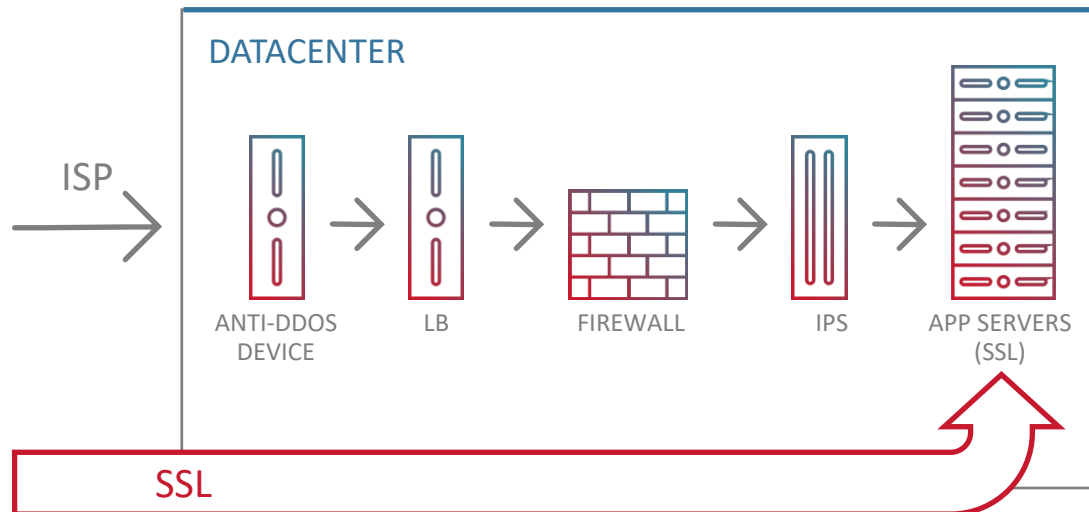 DATACENTER
ISP
ANTI-DDOS
DEVICE
LB
FIREWALL
IPS
APP SERVERS
(SSL)
SSL